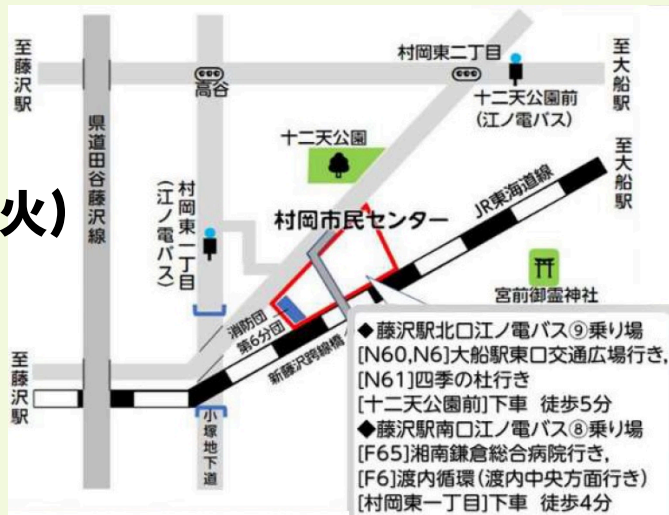 至藤沢駅
県道田谷藤沢線
高谷
村岡東二丁目
十二天公園前
(江ノ電バス)
至大船駅
十二天公園
至大船駅
火)
村岡東一丁目
(江ノ電バス)
村岡市民センター
JR東海道線
宮前御霊神社
消防団
第6分団
新藤沢跨線橋
至藤沢駅
小塚地下道
◆藤沢駅北口江ノ電バス⑨乗り場
[N60,N6]大船駅東口交通広場行き,
[N61]四季の杜行き
[十二天公園前]下車 徒歩5分
◆藤沢駅南口江ノ電バス⑧乗り場
[F65]湘南鎌倉総合病院行き,
[F6]渡内循環(渡内中央方面行き)
[村岡東一丁目]下車 徒歩4分